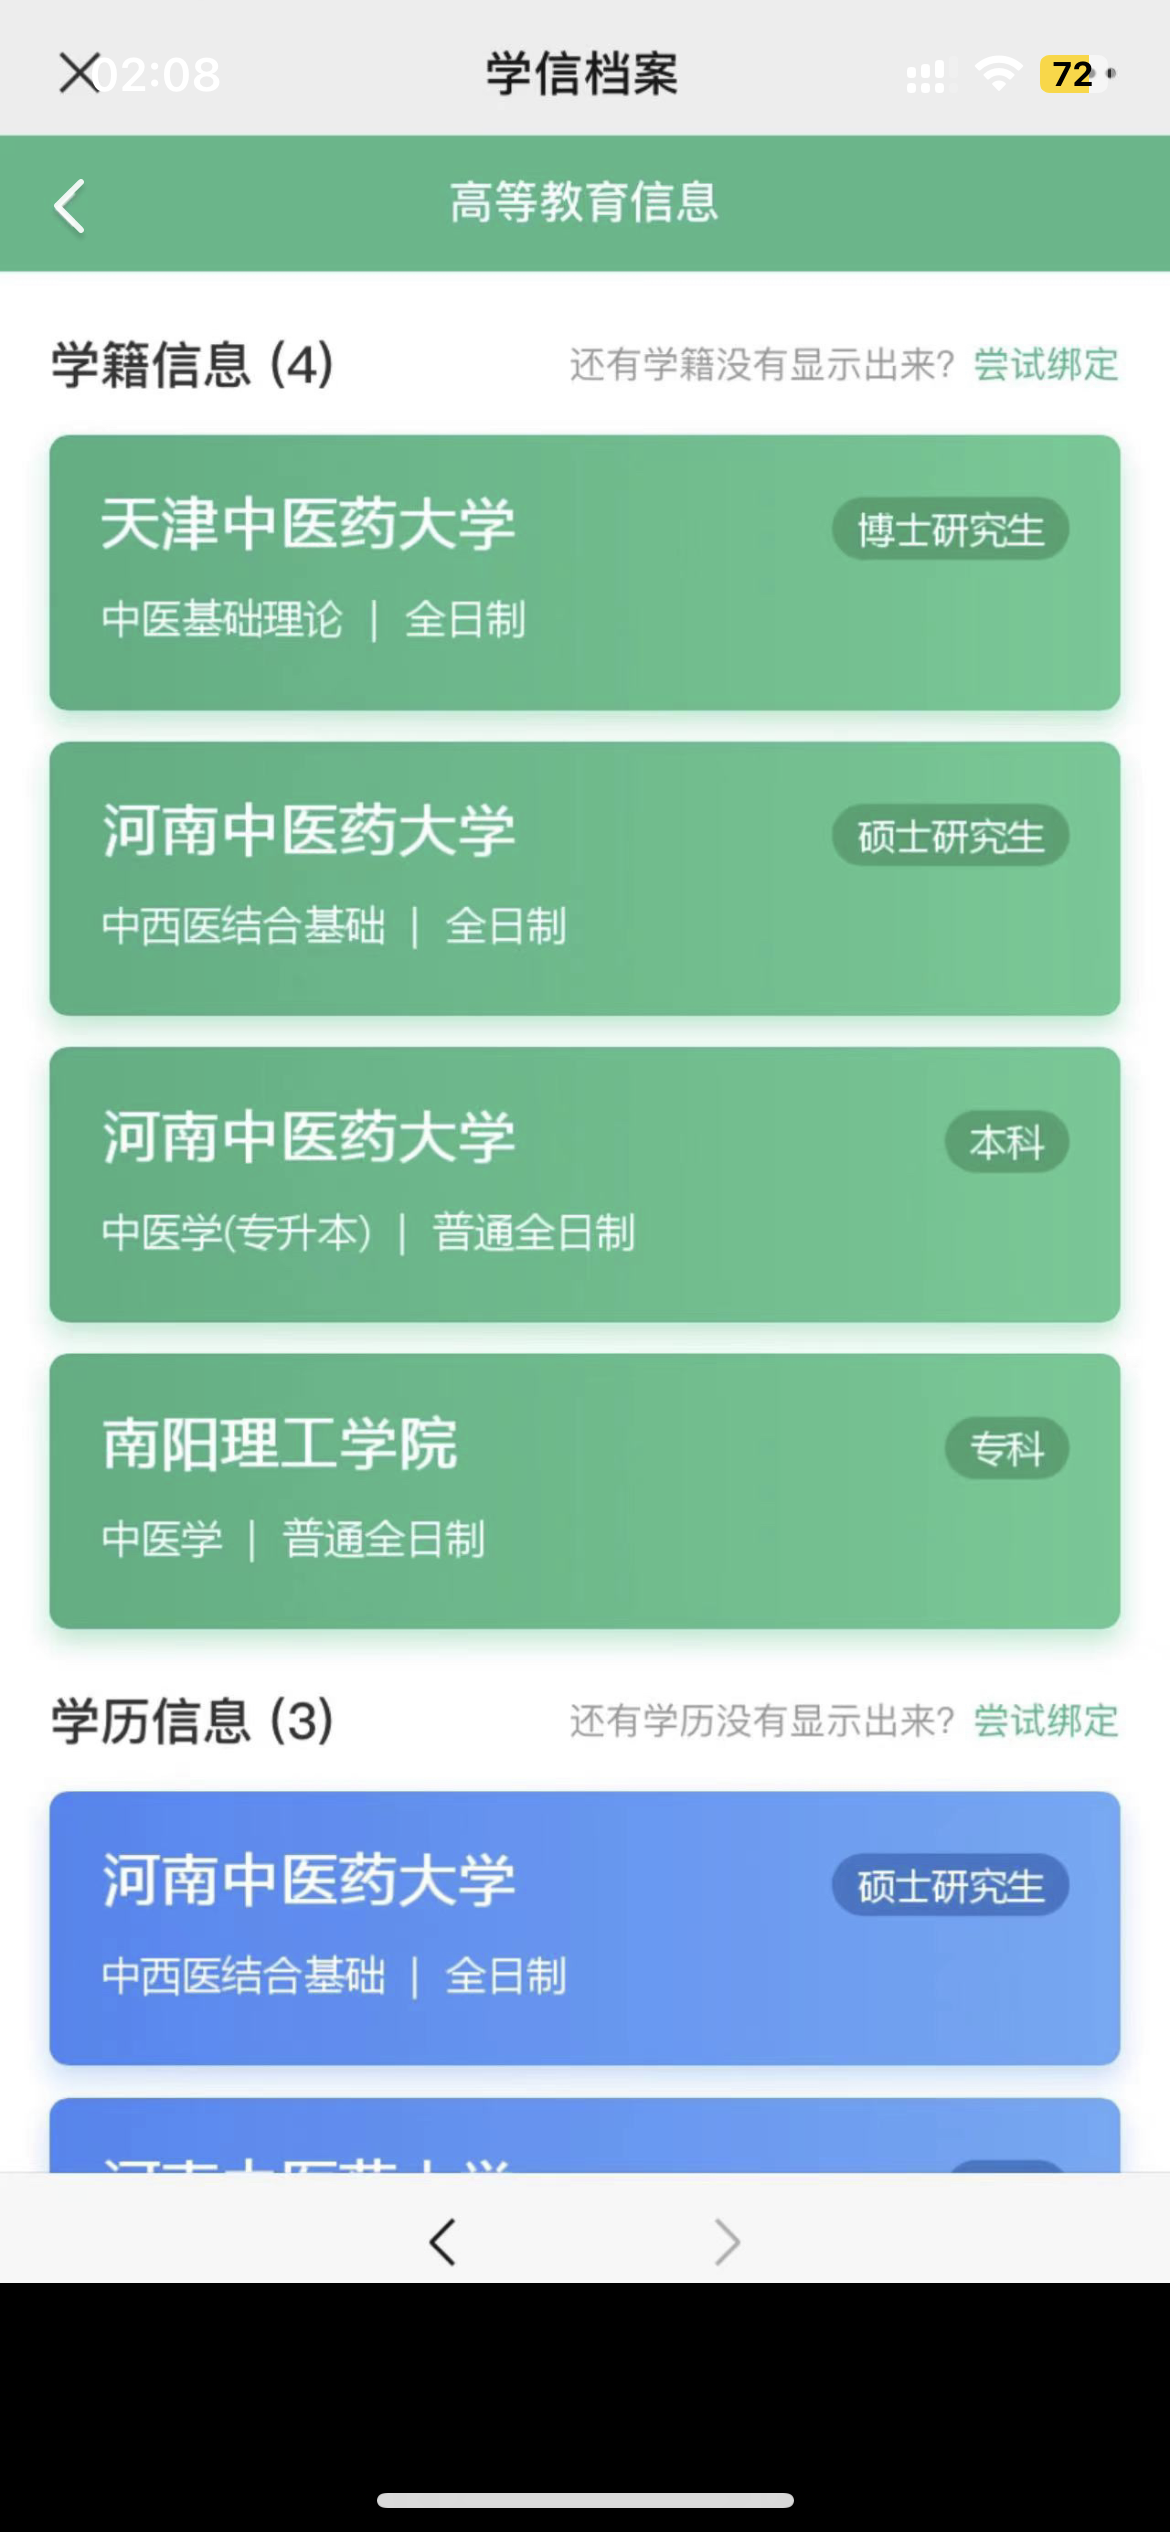 02:08
学信档案
72
高等教育信息
学籍信息 (4)
还有学籍没有显示出来? 尝试绑定
天津中医药大学
博士研究生
中医基础理论 | 全日制
河南中医药大学
硕士研究生
中西医结合基础 | 全日制
河南中医药大学
本科
中医学(专升本) | 普通全日制
南阳理工学院
专科
中医学 | 普通全日制
学历信息 (3)
还有学历没有显示出来? 尝试绑定
河南中医药大学
硕士研究生
中西医结合基础 | 全日制
河南中医药大学